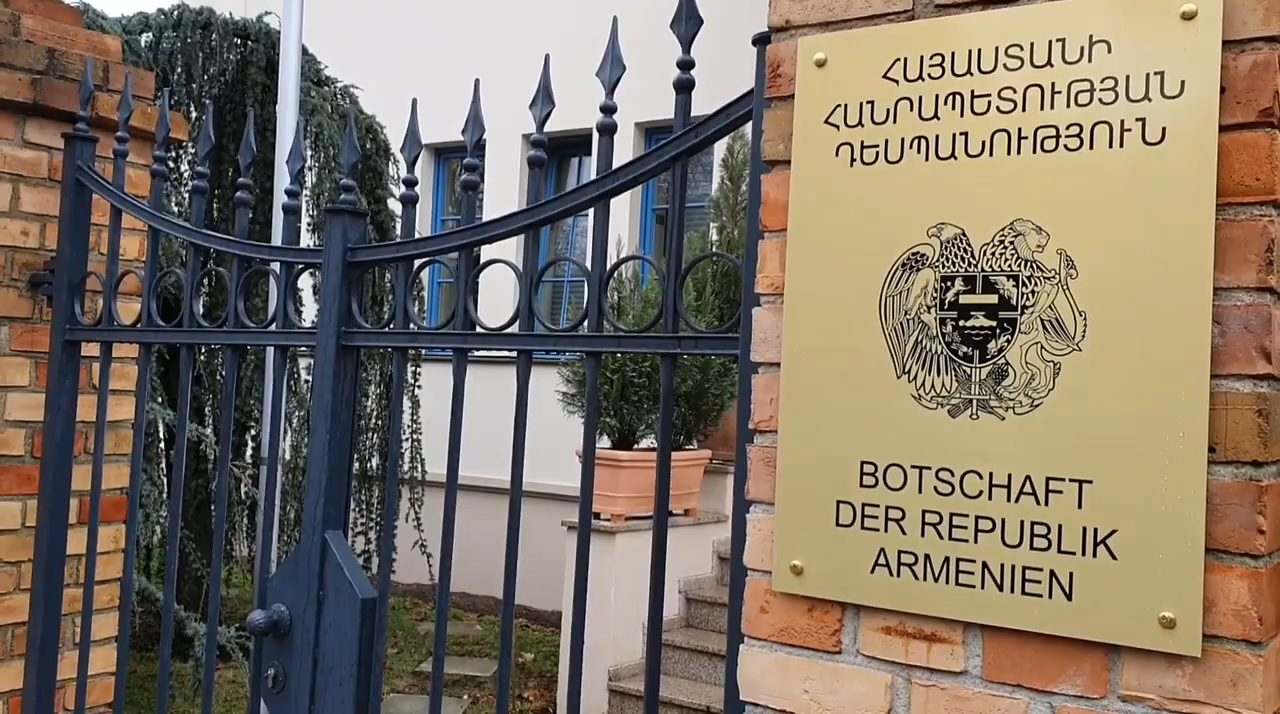 ՀԱՅԱՍՏԱՆԻ
ՀԱՆՐԱՊԵՏՈՒԹՅԱՆ
ԴԵՍՊԱՆՈՒԹՅՈՒՆ
BOTSCHAFT
DER REPUBLIK
ARMENIEN